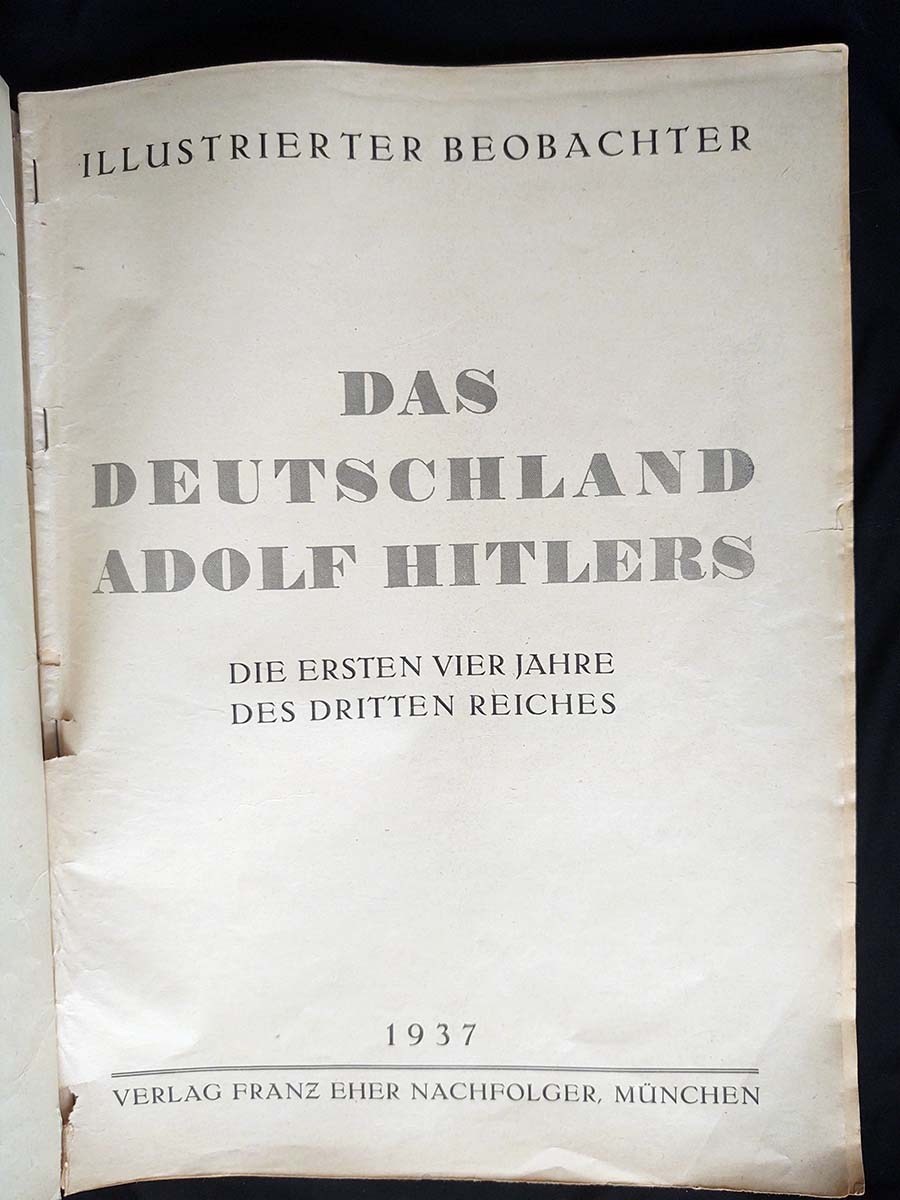 ILLUSTRIERTER BEOBACHTER
DAS
DEUTSCHLAND
ADOLF HITLERS
DIE ERSTEN VIER JAHRE
DES DRITTEN REICHES
1937
VERLAG FRANZ EHER NACHFOLGER, MÜNCHEN